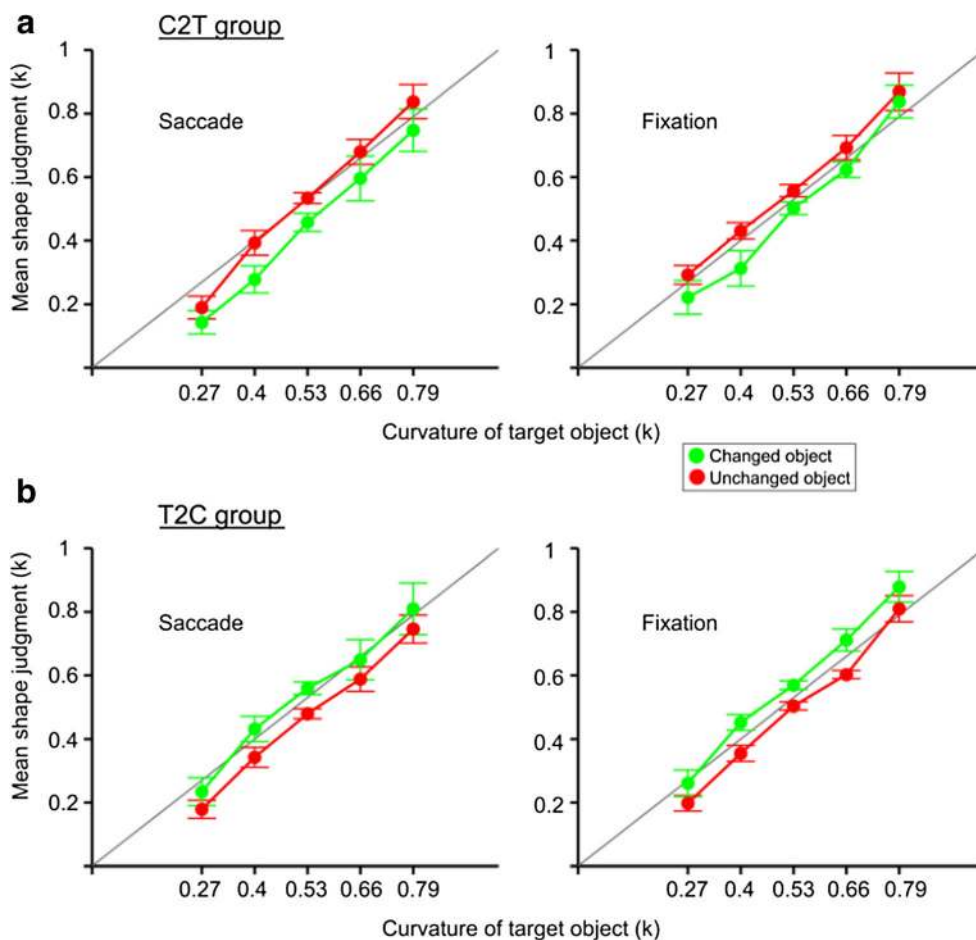 a
C2T group
Mean shape judgment (k)
1
0.8
0.6
0.4
0.2
Saccade
0.27 0.4 0.53 0.66 0.79
1
0.8
0.6
0.4
0.2
Fixation
0.27 0.4 0.53 0.66 0.79
Curvature of target object (k)
Changed object
Unchanged object
b
T2C group
Mean shape judgment (k)
1
0.8
0.6
0.4
0.2
Saccade
0.27 0.4 0.53 0.66 0.79
1
0.8
0.6
0.4
0.2
Fixation
0.27 0.4 0.53 0.66 0.79
Curvature of target object (k)